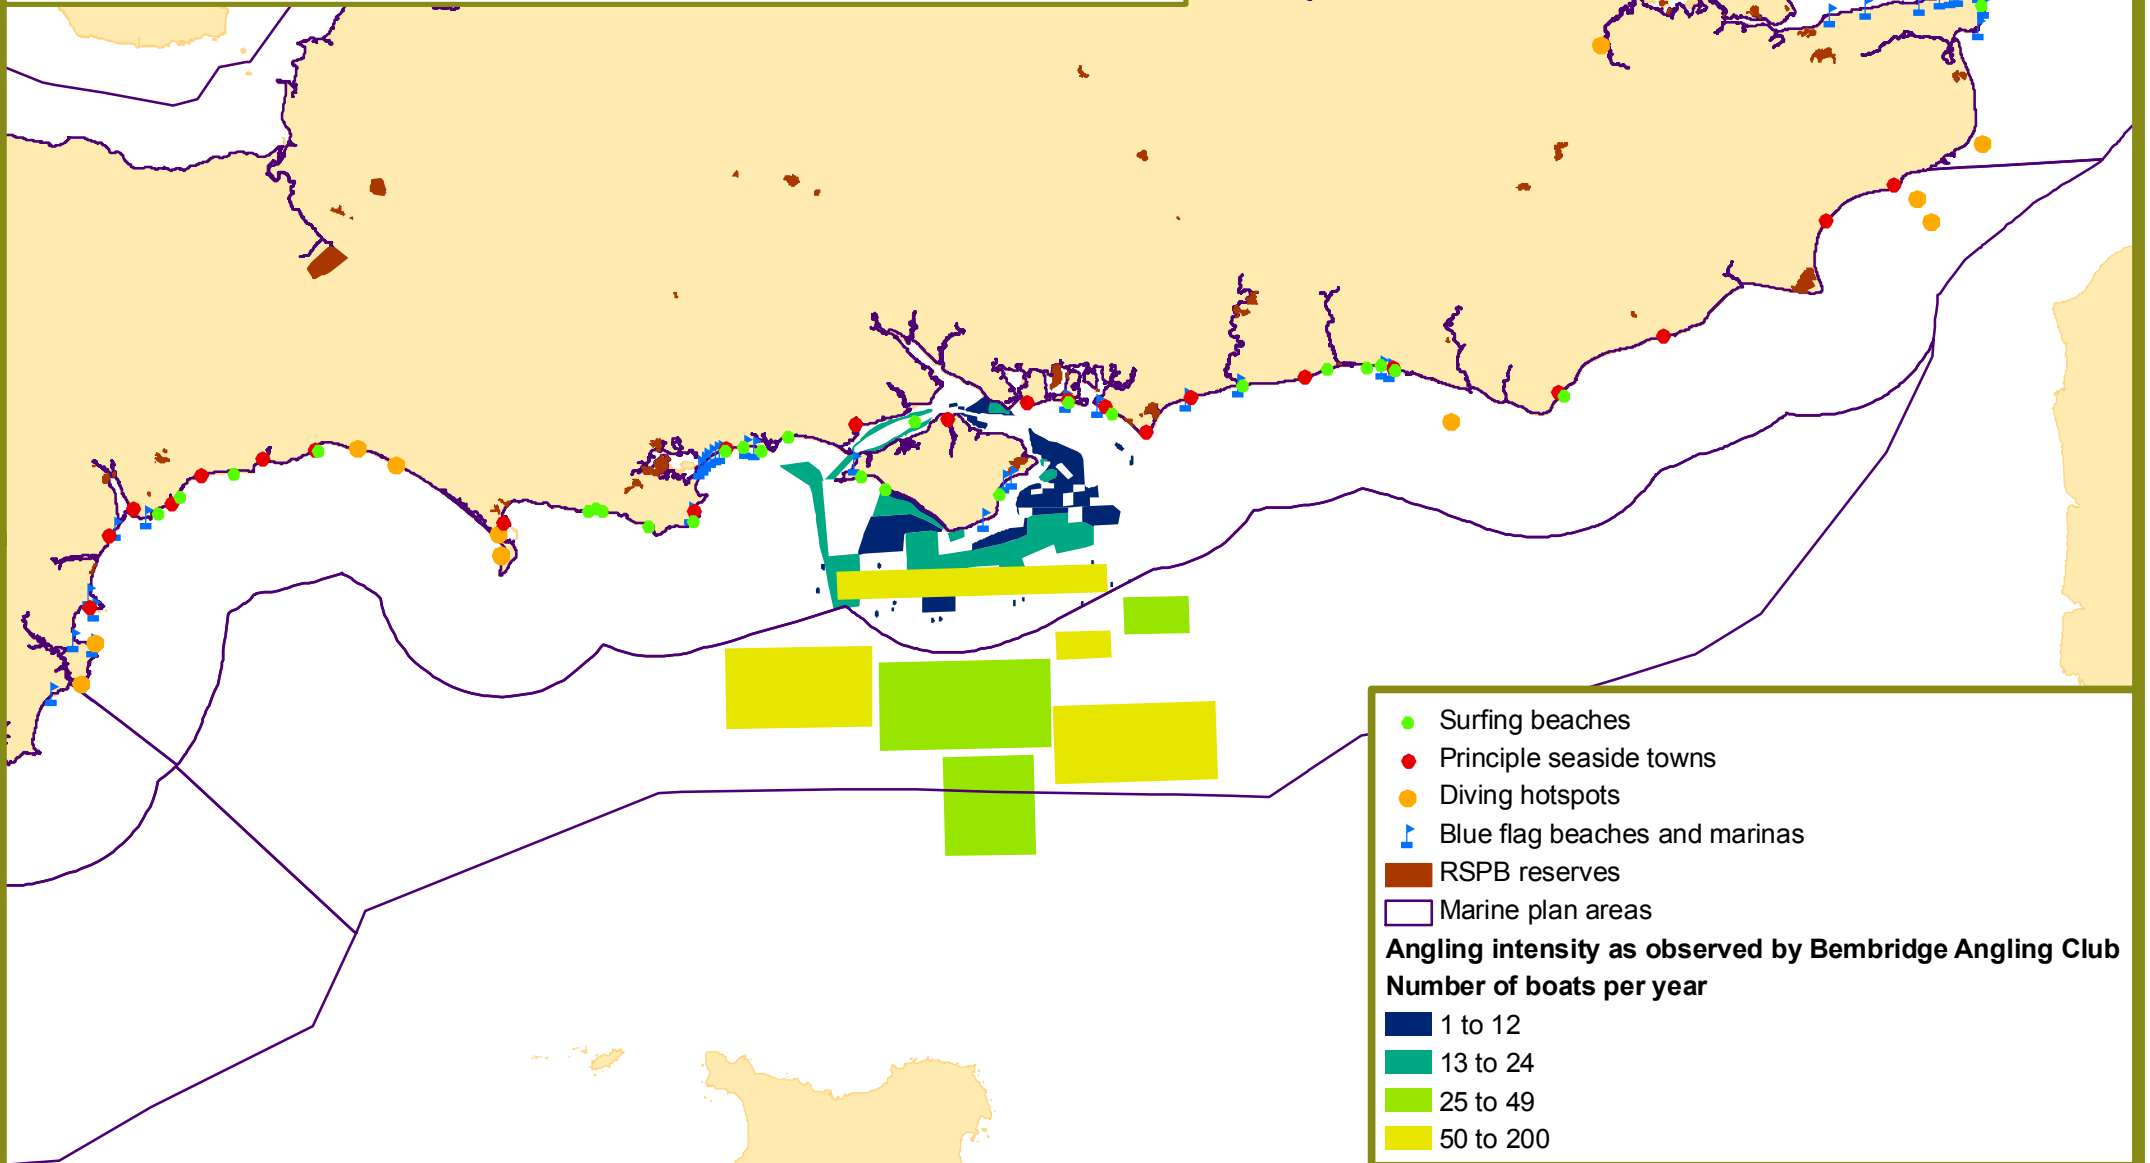 Surfing beaches
Principle seaside towns
Diving hotspots
Blue flag beaches and marinas
RSPB reserves
Marine plan areas
Angling intensity as observed by Bembridge Angling Club
Number of boats per year
1 to 12
13 to 24
25 to 49
50 to 200